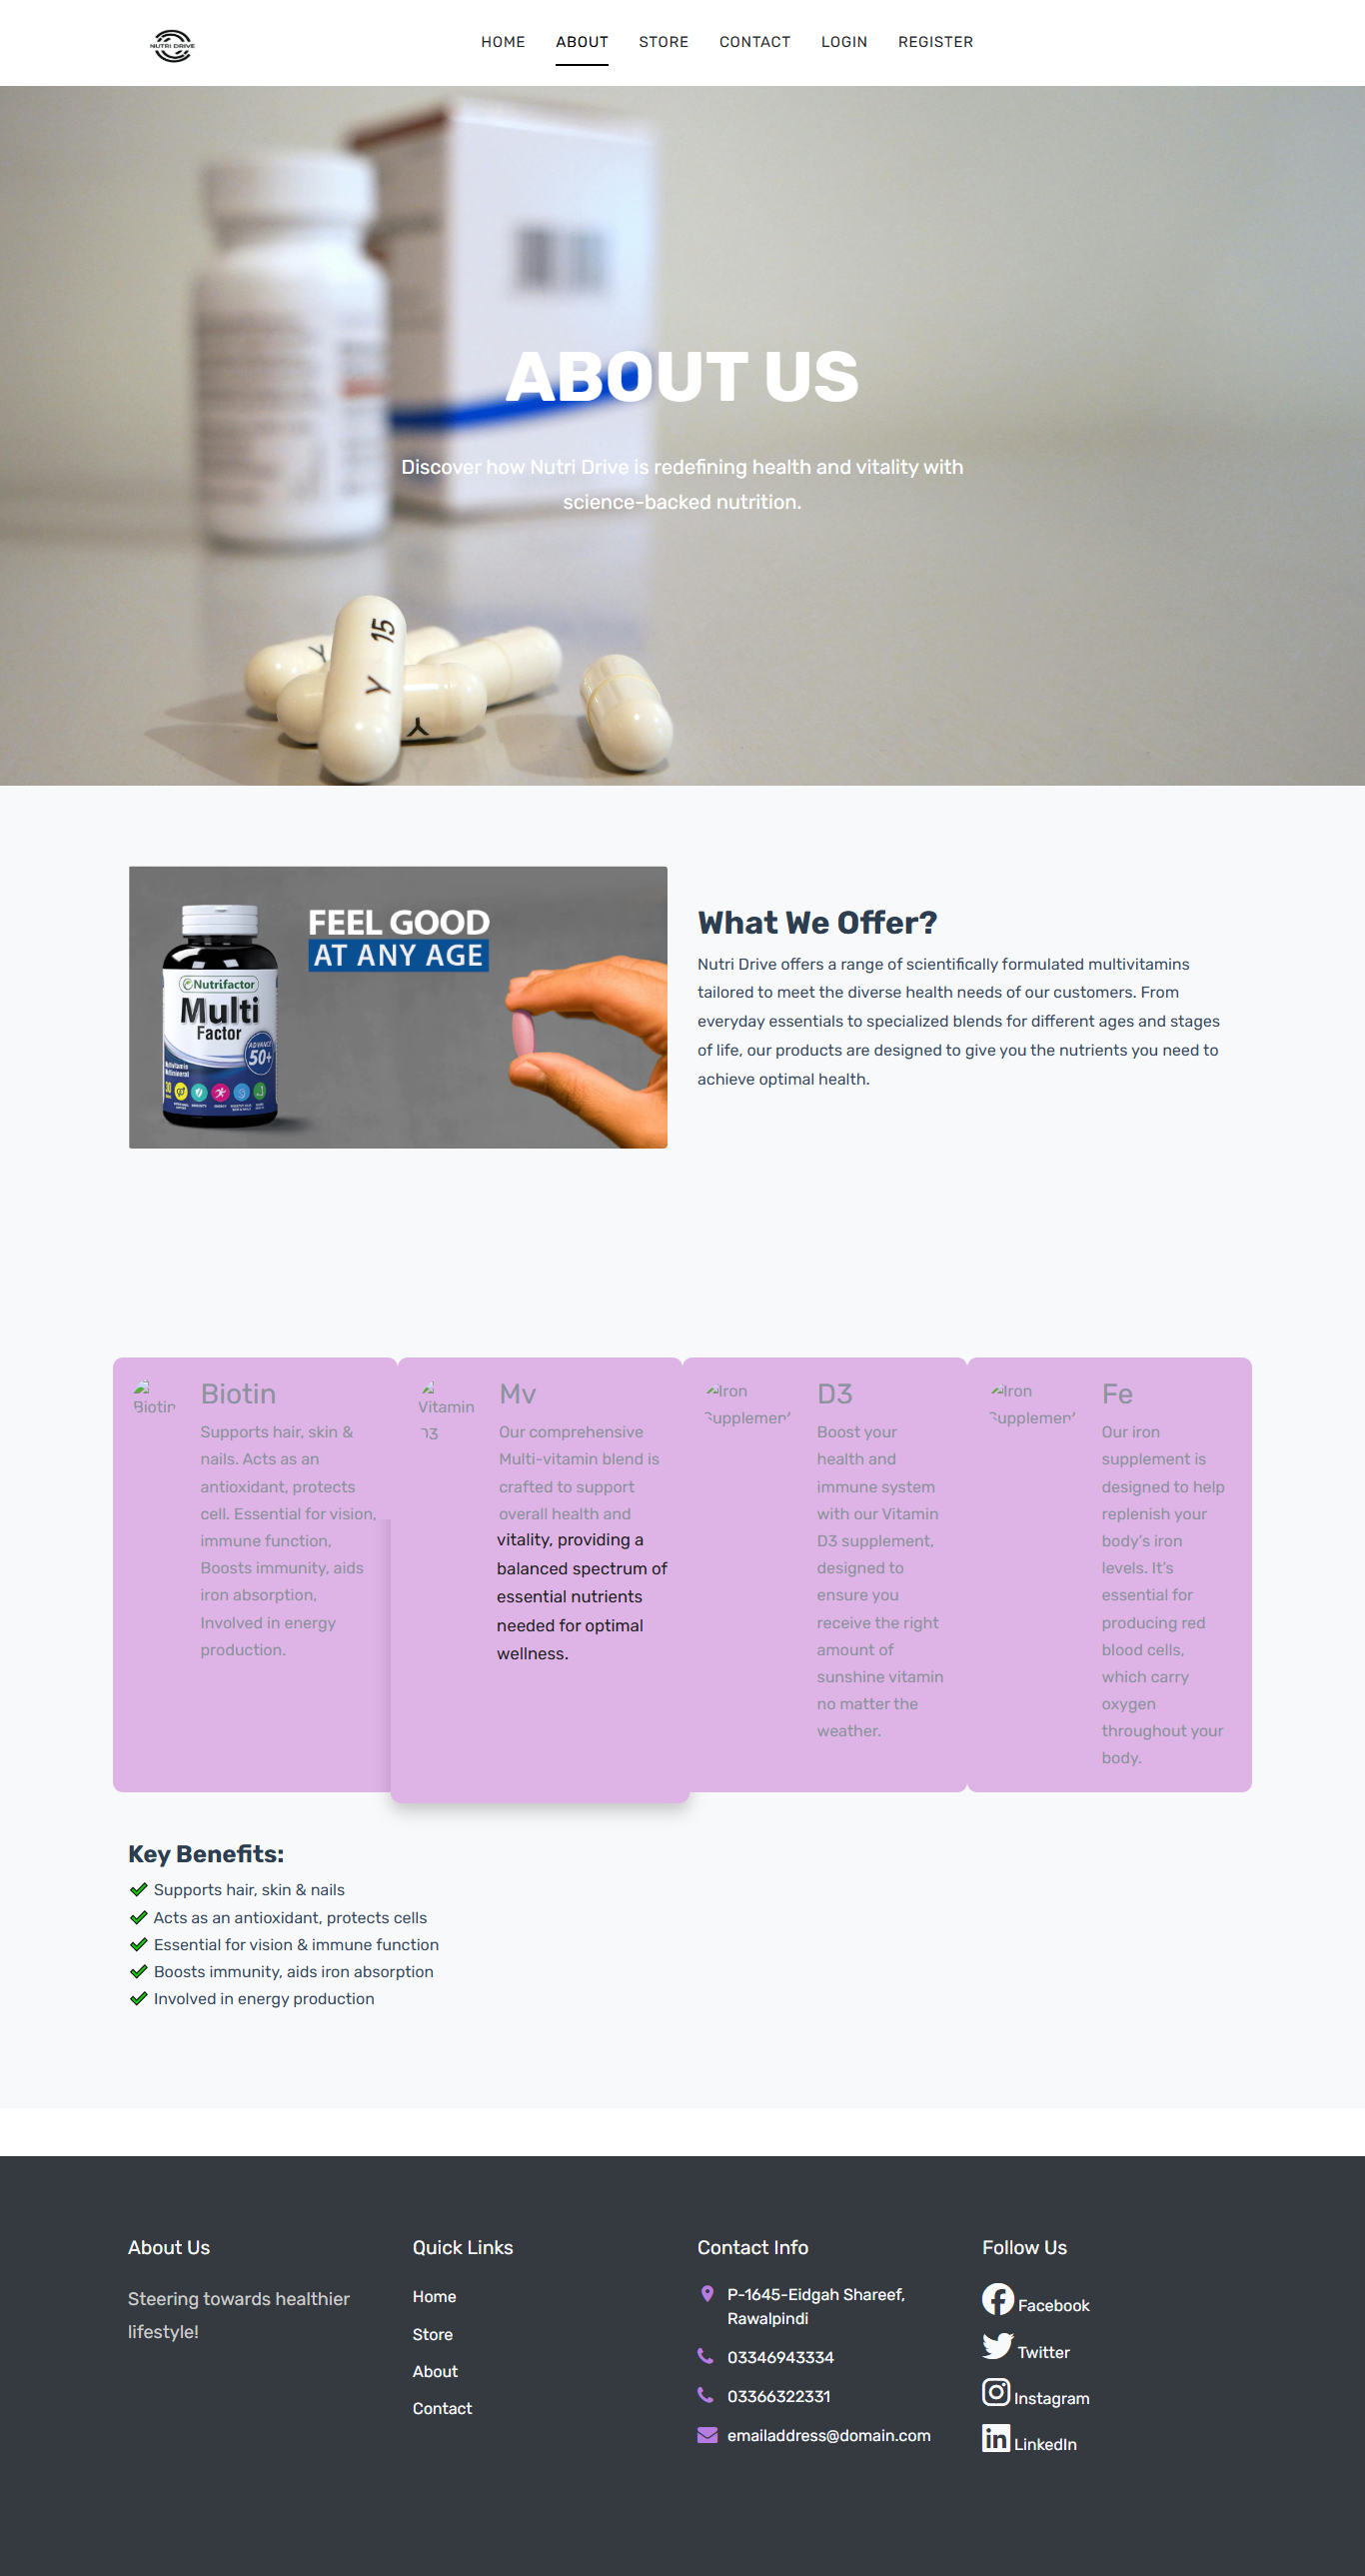 NUTRI DRIVE
HOME ABOUT STORE CONTACT LOGIN REGISTER
ABOUT US
Discover how Nutri Drive is redefining health and vitality with
science-backed nutrition.
15
Y
Y
FEEL GOOD
AT ANY AGE
Nutrifactor
Multi
Factor
ADVANCE
50+
Multivitamin
Multimineral
30
What We Offer?
Nutri Drive offers a range of scientifically formulated multivitamins
tailored to meet the diverse health needs of our customers. From
everyday essentials to specialized blends for different ages and stages
of life, our products are designed to give you the nutrients you need to
achieve optimal health.
Biotin
Biotin
Supports hair, skin &
nails. Acts as an
antioxidant, protects
cell. Essential for vision,
immune function,
Boosts immunity, aids
iron absorption,
Involved in energy
production.
Vitamin
D3
Mv
Our comprehensive
Multi-vitamin blend is
crafted to support
overall health and
vitality, providing a
balanced spectrum of
essential nutrients
needed for optimal
wellness.
Iron
Supplement
D3
Boost your
health and
immune system
with our Vitamin
D3 supplement,
designed to
ensure you
receive the right
amount of
sunshine vitamin
no matter the
weather.
Iron
Supplement
Fe
Our iron
supplement is
designed to help
replenish your
body's iron
levels. It's
essential for
producing red
blood cells,
which carry
oxygen
throughout your
body.
Key Benefits:
Supports hair, skin & nails
Acts as an antioxidant, protects cells
Essential for vision & immune function
Boosts immunity, aids iron absorption
Involved in energy production
About Us
Steering towards healthier
lifestyle!
Quick Links
Home
Store
About
Contact
Contact Info
P-1645-Eidgah Shareef,
Rawalpindi
03346943334
03366322331
emailaddress@domain.com
Follow Us
Facebook
Twitter
Instagram
LinkedIn